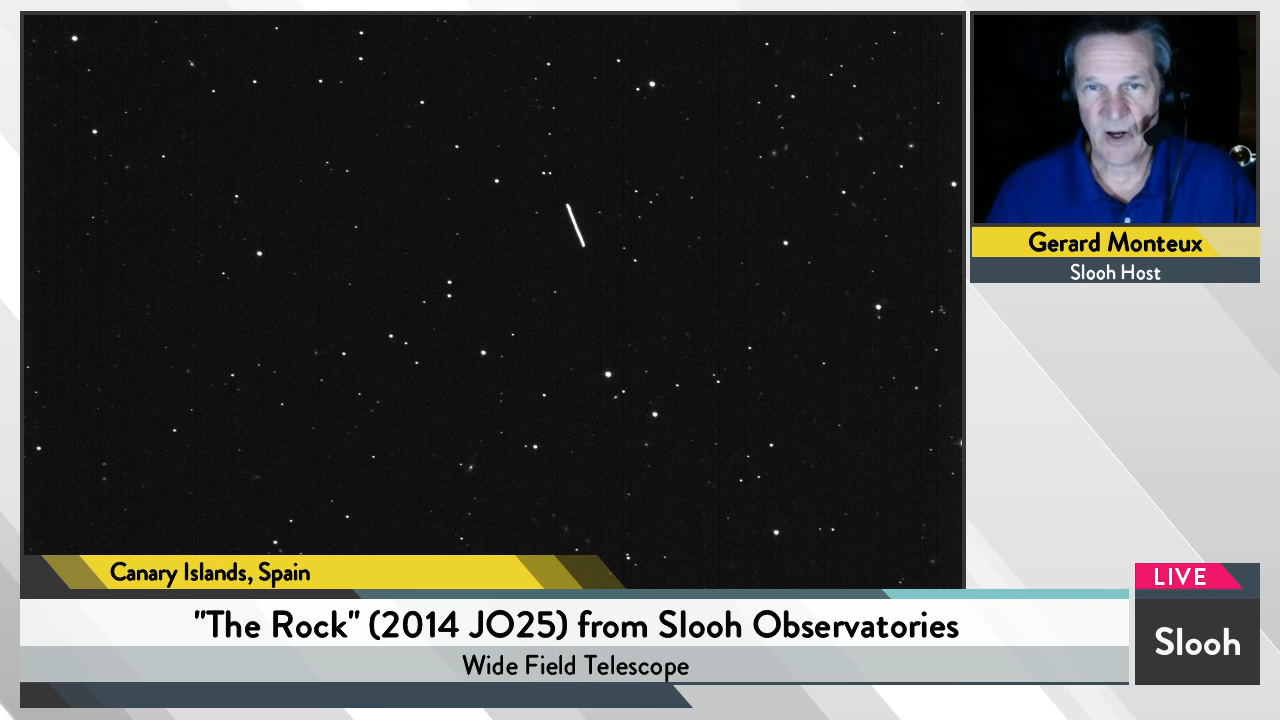 Gerard Monteux
Slooh Host
Canary Islands, Spain
"The Rock" (2014 JO25) from Slooh Observatories
Wide Field Telescope
LIVE
Slooh